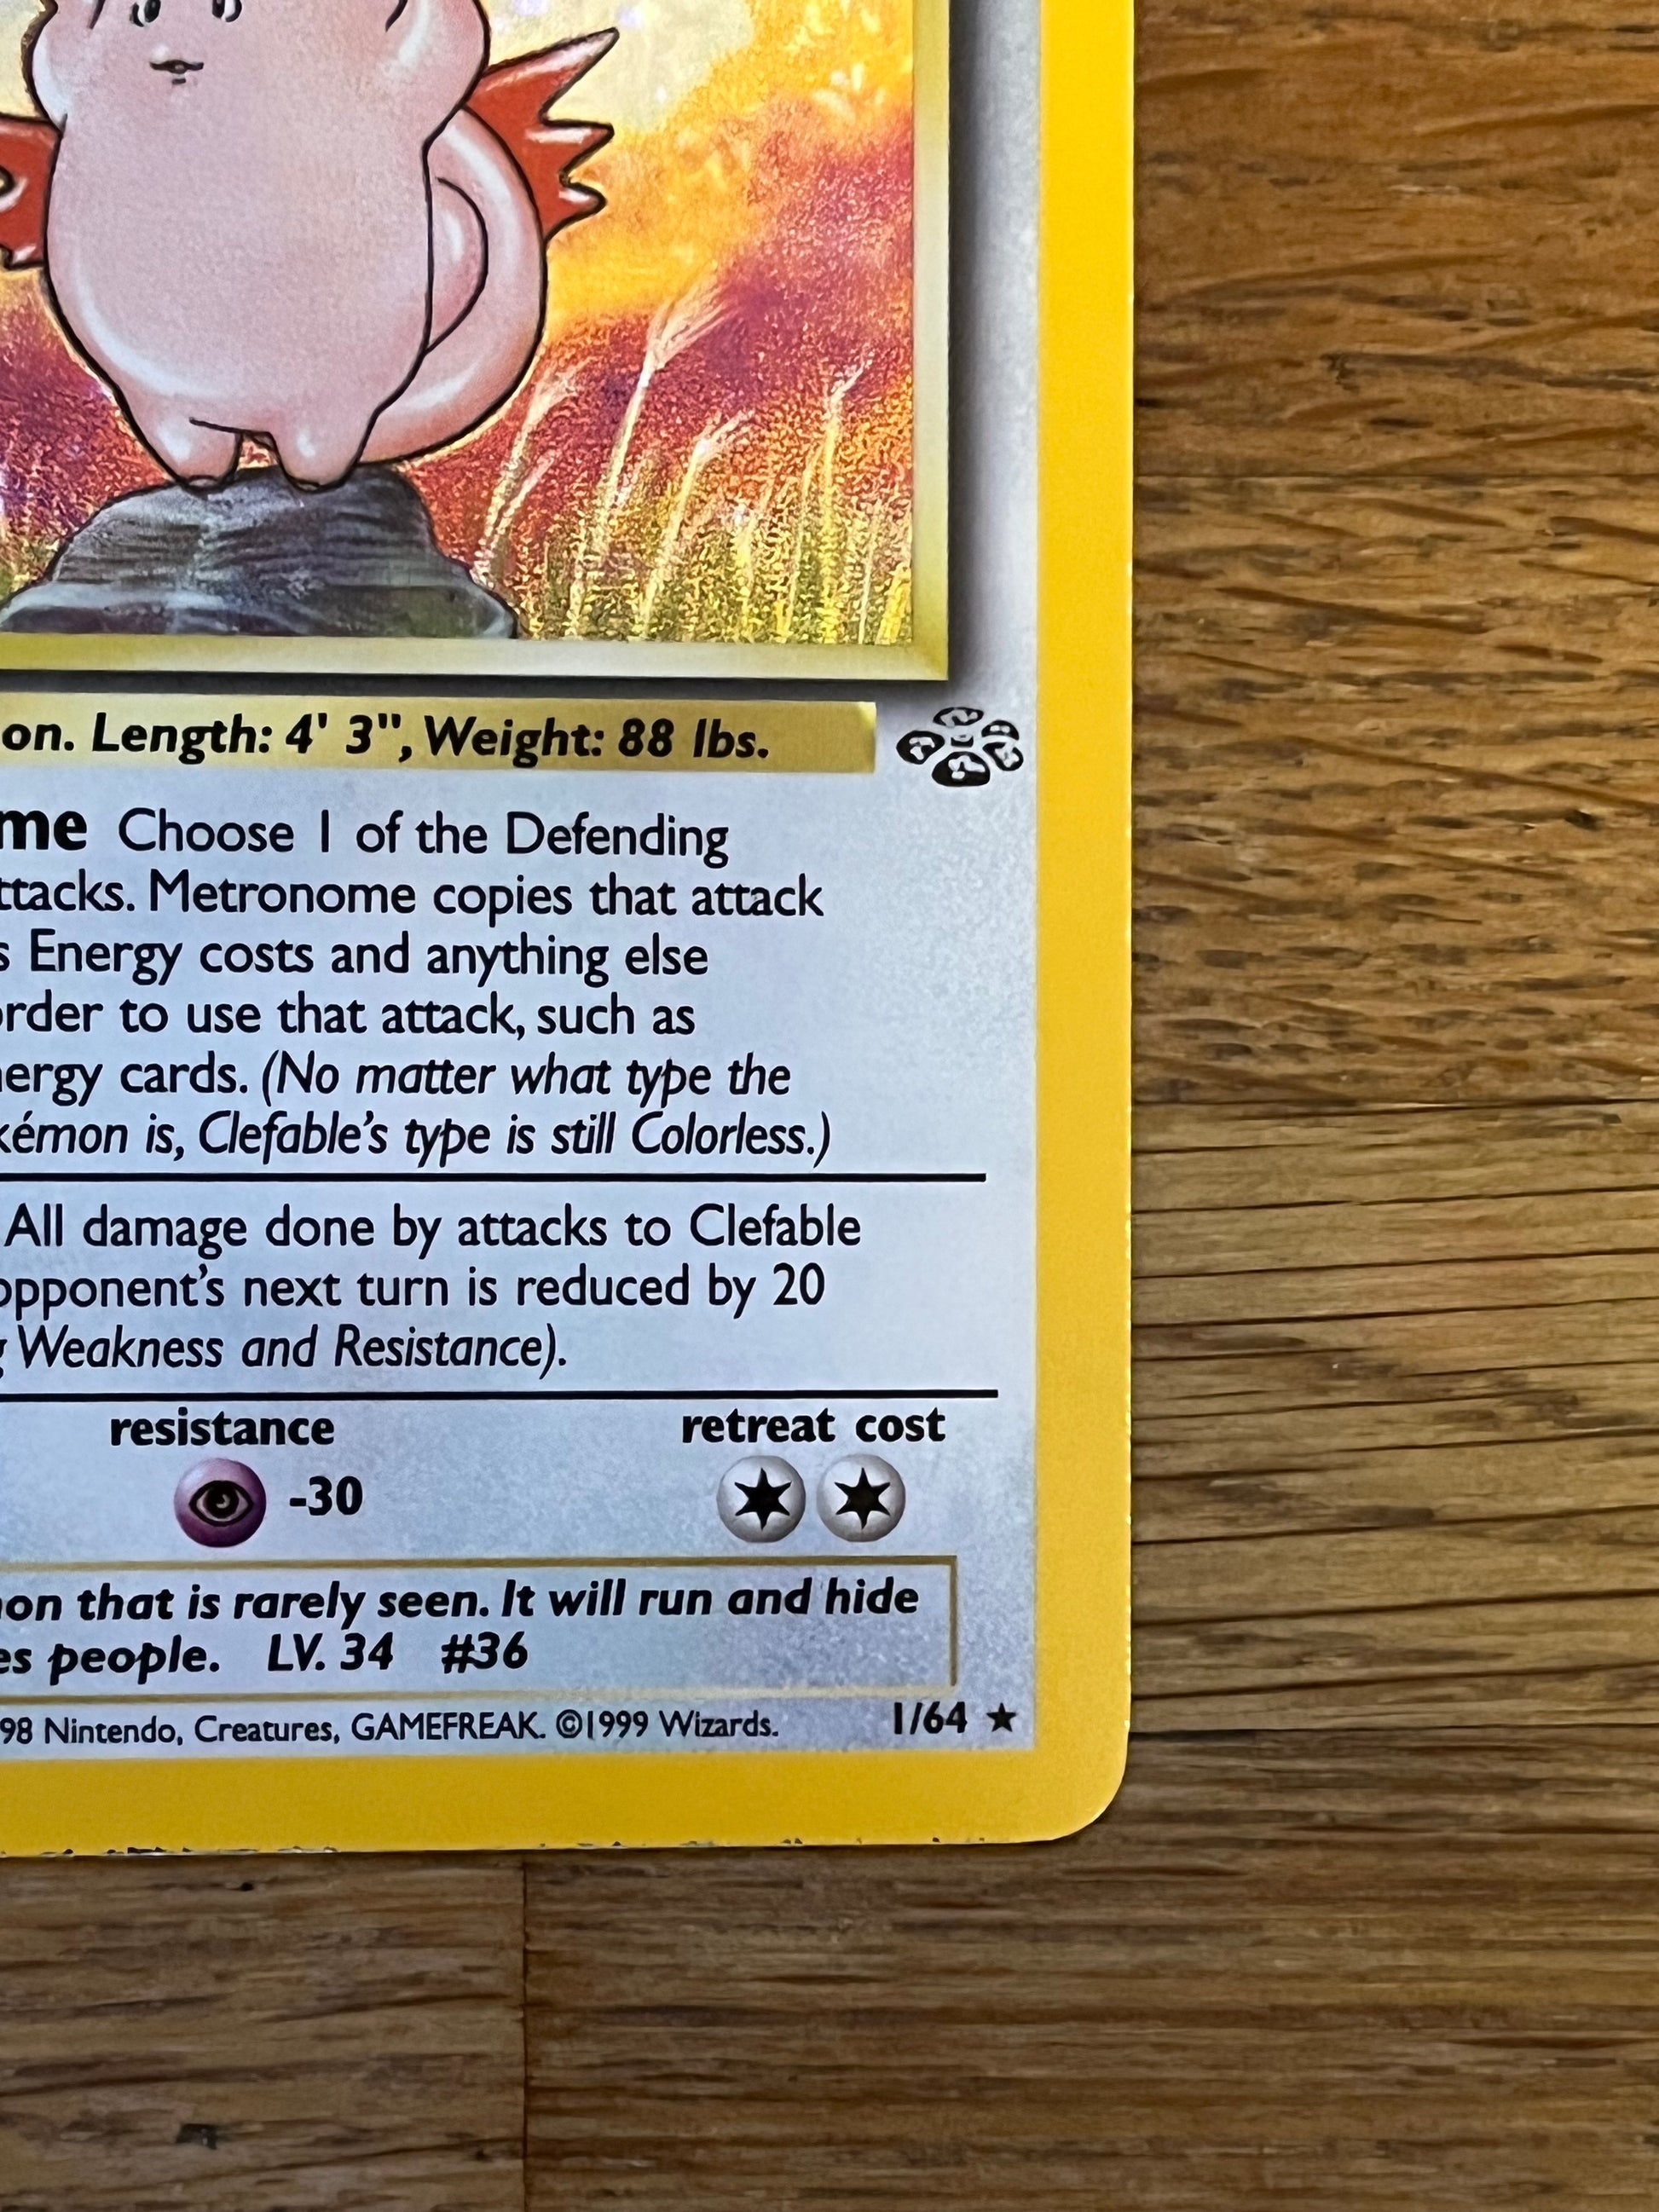 on. Length: 4' 3", Weight: 88 lbs.
me Choose 1 of the Defending
ttacks. Metronome copies that attack
s Energy costs and anything else
order to use that attack, such as
nergy cards. (No matter what type the
kémon is, Clefable's type is still Colorless.)
All damage done by attacks to Clefable
opponent's next turn is reduced by 20
g Weakness and Resistance).
resistance retreat cost
-30
on that is rarely seen. It will run and hide
es people. LV. 34 #36
98 Nintendo, Creatures, GAMEFREAK. ©1999 Wizards. 1/64 ★